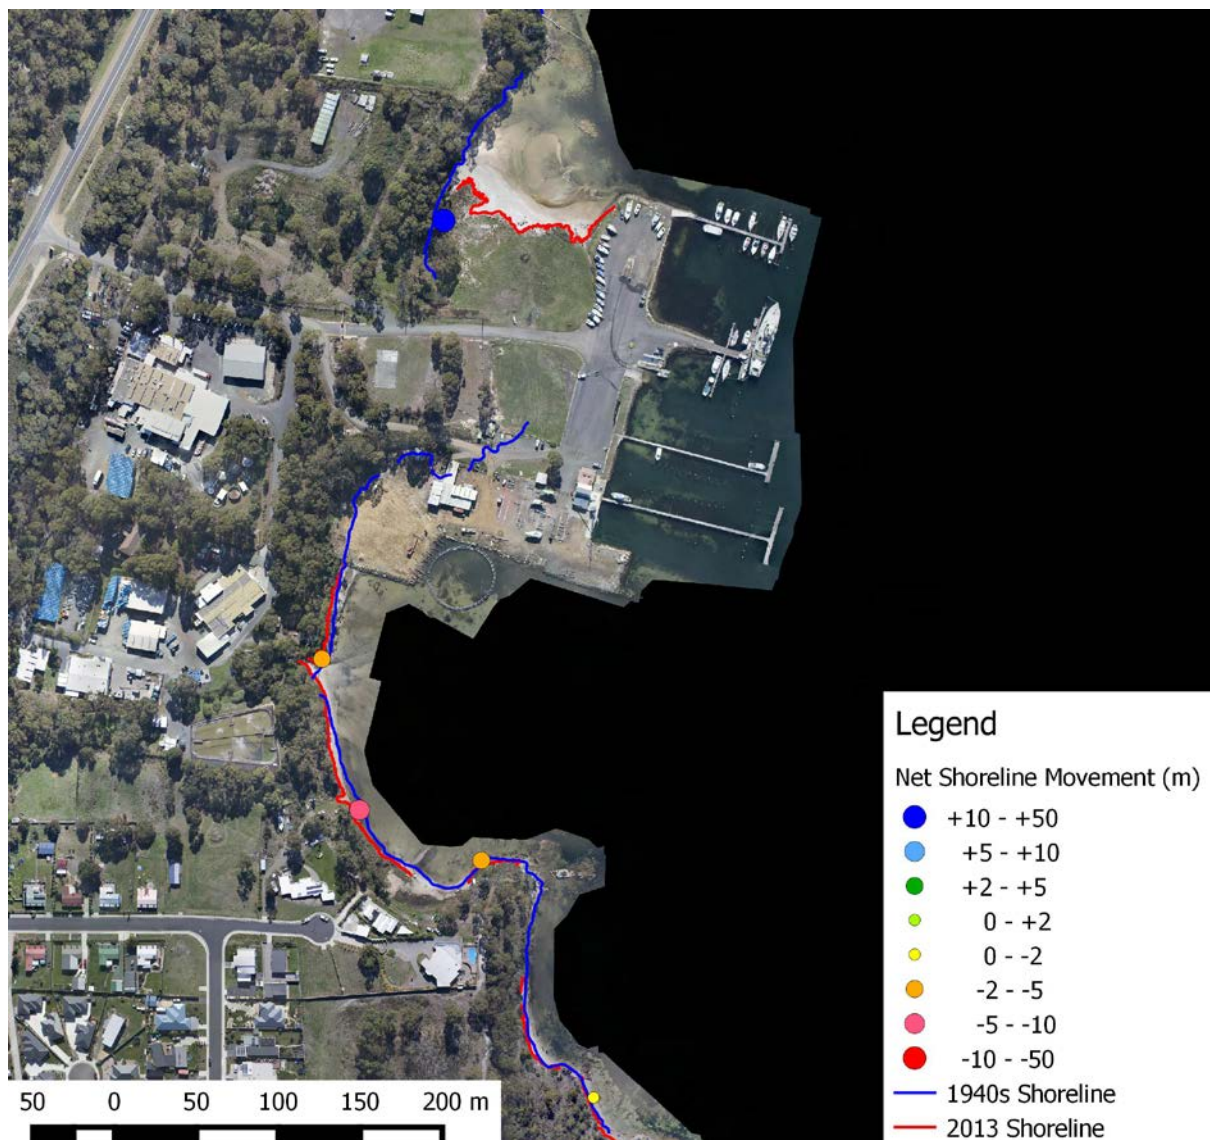 Legend
Net Shoreline Movement (m)
+10 - +50
+5 - +10
+2 - +5
0 - +2
0 - -2
-2 - -5
-5 - -10
-10 - -50
1940s Shoreline
2013 Shoreline
50 0 50 100 150 200 m